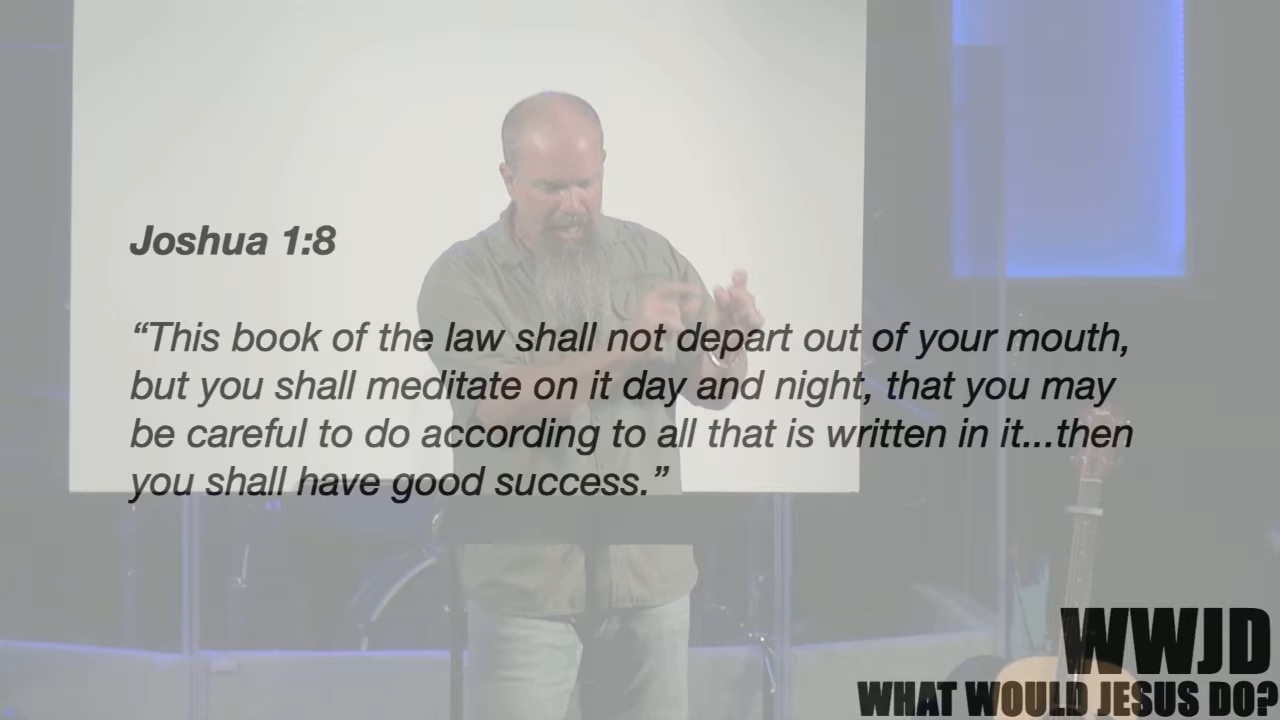 Joshua 1:8
“This book of the law shall not depart out of your mouth,
but you shall meditate on it day and night, that you may
be careful to do according to all that is written in it...then
you shall have good success.”
WWJD
WHAT WOULD JESUS DO?